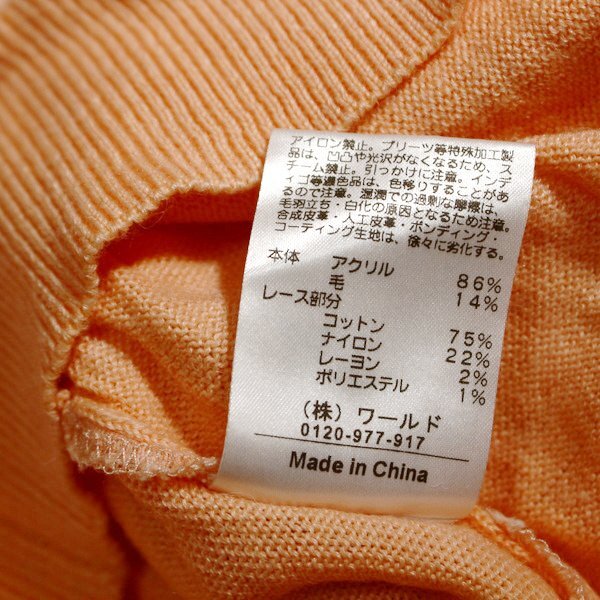 アイロン禁止。プリーツ等特殊加工製
品は、凹凸や光沢がなくなるため、ス
チーム禁止。引っかけに注意。インデ
イゴ等濃色品は、色移りすることがあ
るので注意。湿潤での過剰な摩擦は、
毛羽立ち・白化の原因となるため注意。
合成皮革・人工皮革・ボンディング・
コーティング生地は、徐々に劣化する。
本体 アクリル 86%
毛 14%
レース部分
コットン 75%
ナイロン 22%
レーヨン 2%
ポリエステル 1%
(株) ワールド
0120-977-917
Made in China